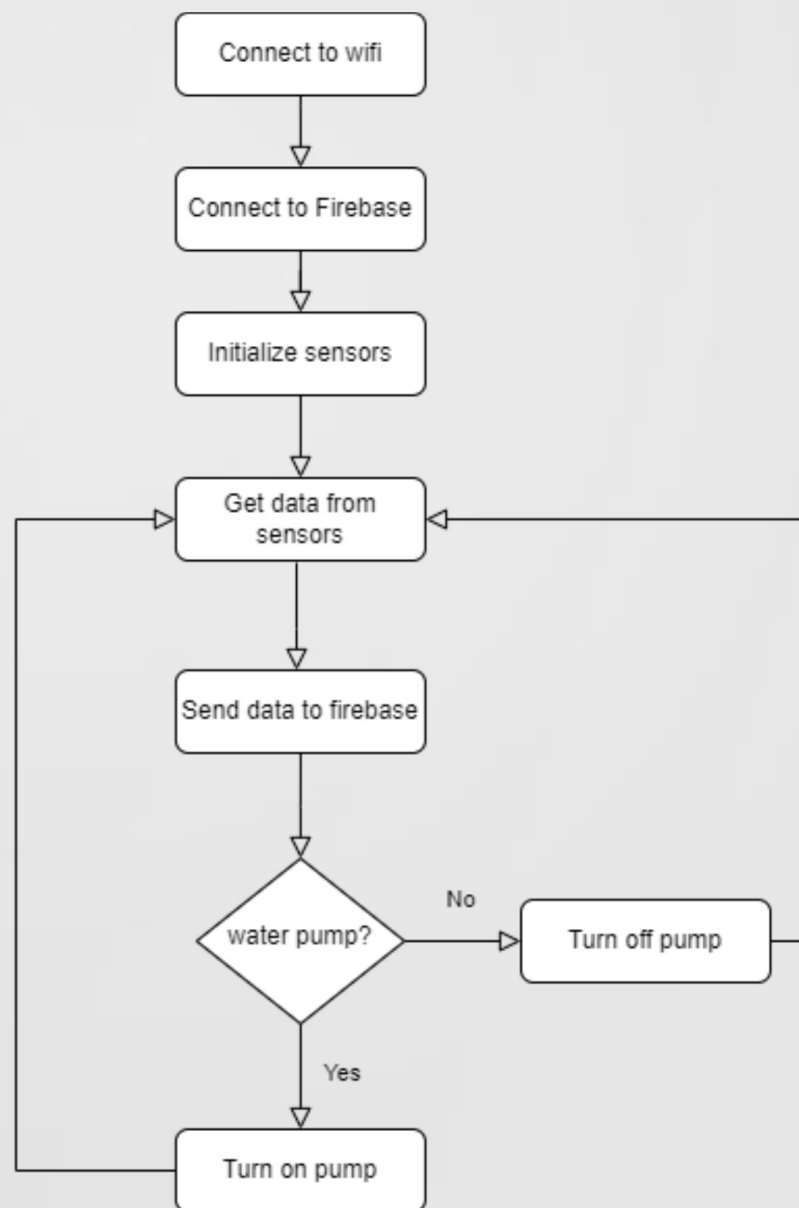 Connect to wifi
Connect to Firebase
Initialize sensors
Get data from
sensors
Send data to firebase
water pump?
No
Turn off pump
Yes
Turn on pump